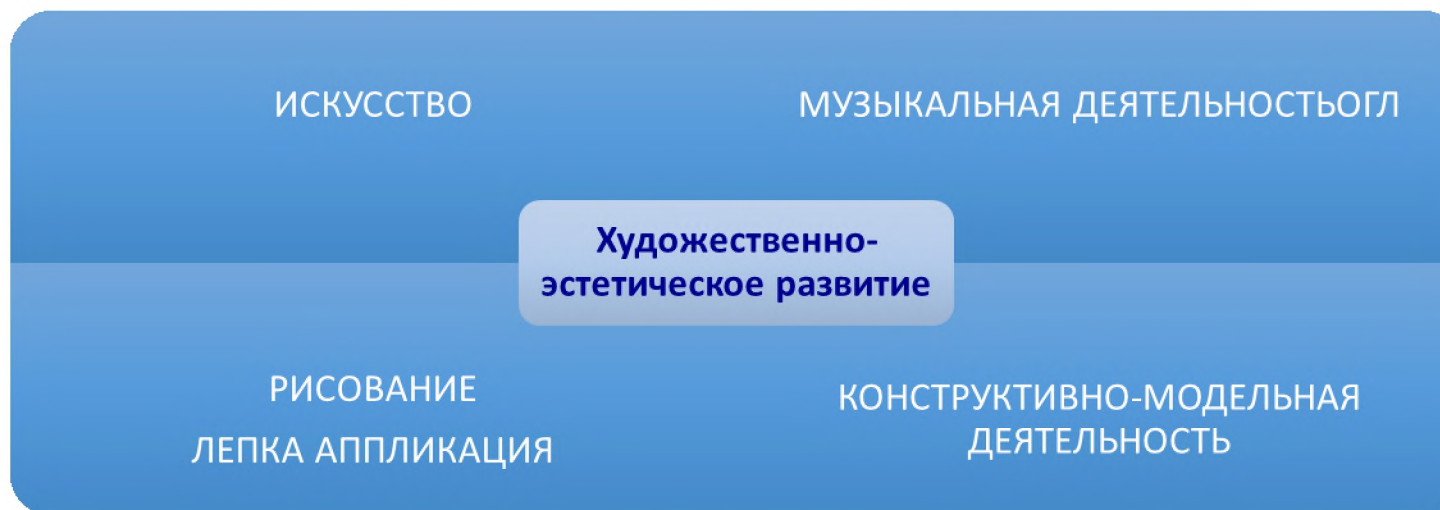 ИСКУССТВО
МУЗЫКАЛЬНАЯ ДЕЯТЕЛЬНОСТЬОГЛ
Художественно-
эстетическое развитие
РИСОВАНИЕ
ЛЕПКА АППЛИКАЦИЯ
КОНСТРУКТИВНО-МОДЕЛЬНАЯ
ДЕЯТЕЛЬНОСТЬ